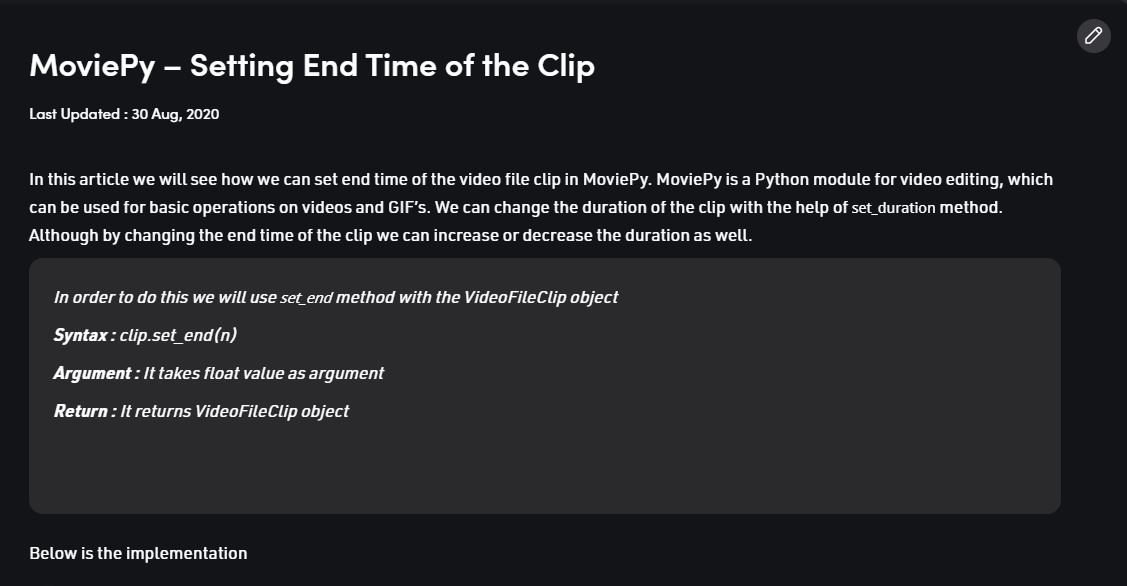 MoviePy – Setting End Time of the Clip
Last Updated : 30 Aug, 2020
In this article we will see how we can set end time of the video file clip in MoviePy. MoviePy is a Python module for video editing, which
can be used for basic operations on videos and GIF’s. We can change the duration of the clip with the help of set_duration method.
Although by changing the end time of the clip we can increase or decrease the duration as well.
In order to do this we will use set_end method with the VideoFileClip object
Syntax : clip.set_end(n)
Argument : It takes float value as argument
Return : It returns VideoFileClip object
Below is the implementation